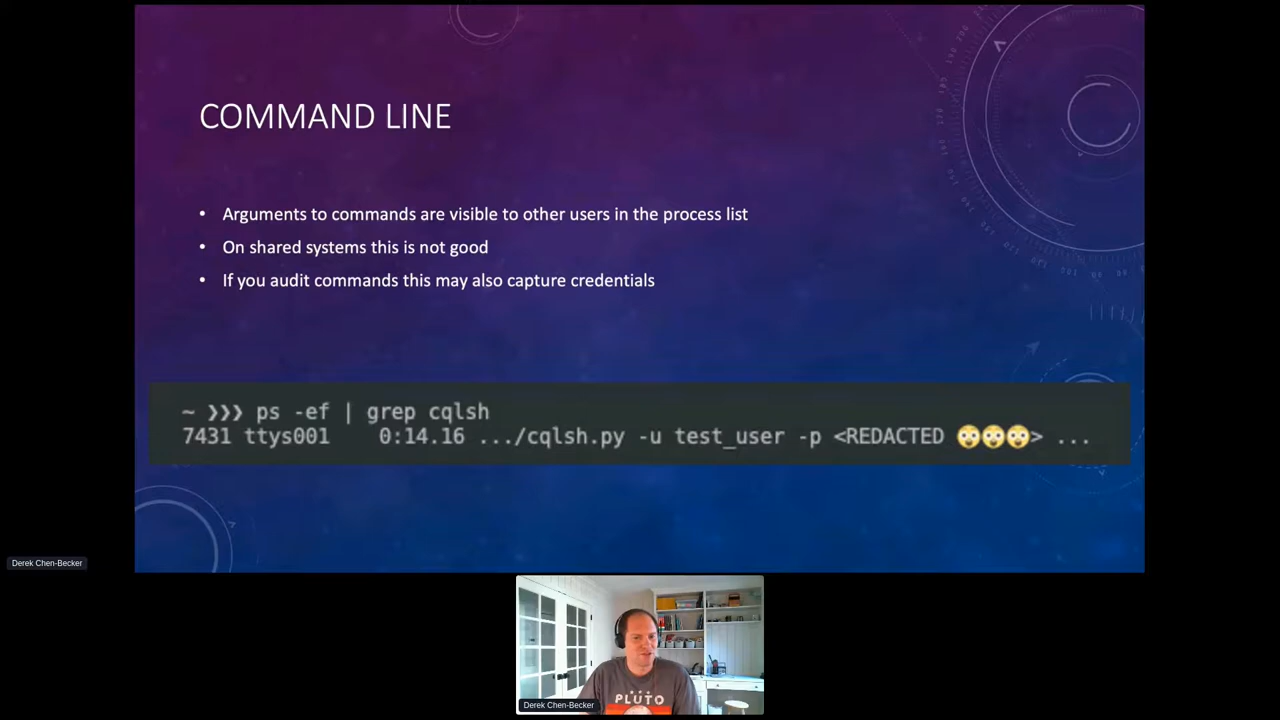 COMMAND LINE
• Arguments to commands are visible to other users in the process list
• On shared systems this is not good
• If you audit commands this may also capture credentials
~ ❯❯❯ ps -ef | grep cqlsh
7431 ttys001 0:14.16 .../cqlsh.py -u test_user -p <REDACTED 😳😳😳> ...
Derek Chen-Becker
PLUTO
Derek Chen-Becker